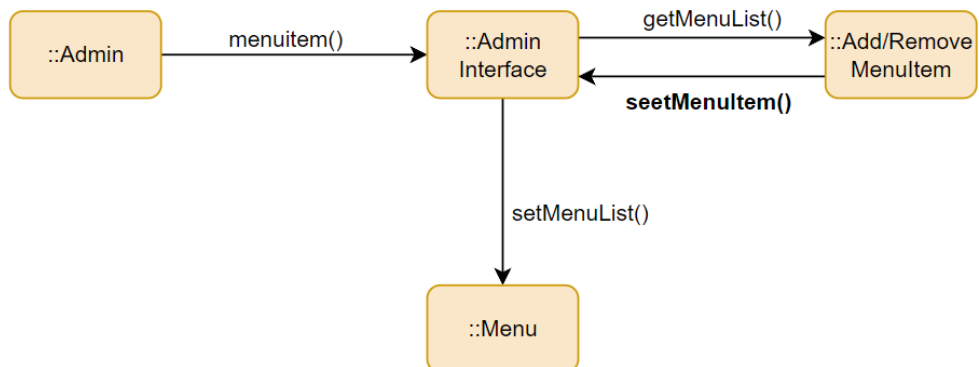 ::Admin
menuitem()
::Admin
Interface
getMenuList()
::Add/Remove
MenuItem
seetMenuItem()
setMenuList()
::Menu